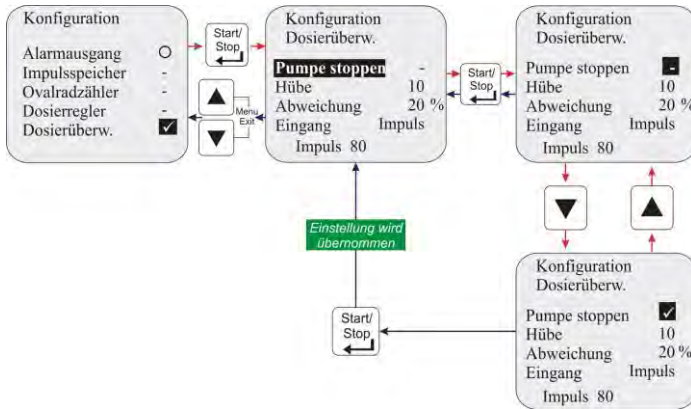 Konfiguration
Alarmausgang O
Impulsspeicher -
Ovalradzähler -
Dosierregler -
Dosierüberw. ✓
Start/
Stop
Menu
Exit
Konfiguration
Dosierüberw.
Pumpe stoppen -
Hübe 10
Abweichung 20 %
Eingang Impuls
Impuls 80
Start/
Stop
Konfiguration
Dosierüberw.
Pumpe stoppen -
Hübe 10
Abweichung 20 %
Eingang Impuls
Impuls 80
Einstellung wird
übernommen
Start/
Stop
Konfiguration
Dosierüberw.
Pumpe stoppen ✓
Hübe 10
Abweichung 20 %
Eingang Impuls
Impuls 80